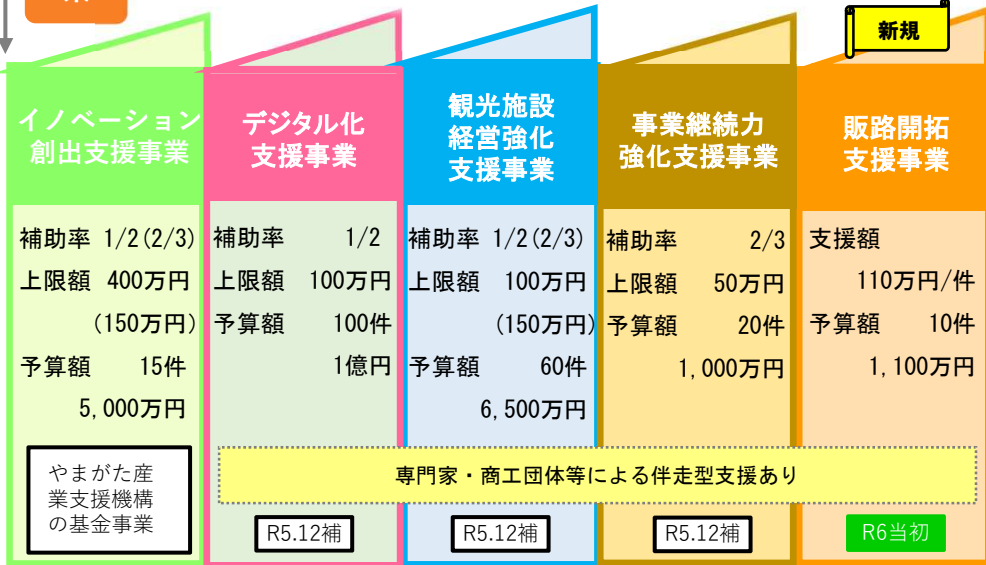 新規
イノベーション
創出支援事業
補助率 1/2(2/3)
上限額 400万円
(150万円)
予算額 15件
5,000万円
やまがた産
業支援機構
の基金事業
デジタル化
支援事業
補助率 1/2
上限額 100万円
予算額 100件
1億円
観光施設
経営強化
支援事業
補助率 1/2(2/3)
上限額 100万円
(150万円)
予算額 60件
6,500万円
事業継続力
強化支援事業
補助率 2/3
上限額 50万円
予算額 20件
1,000万円
販路開拓
支援事業
支援額
110万円/件
予算額 10件
1,100万円
専門家・商工団体等による伴走型支援あり
R5.12補
R5.12補
R5.12補
R6当初